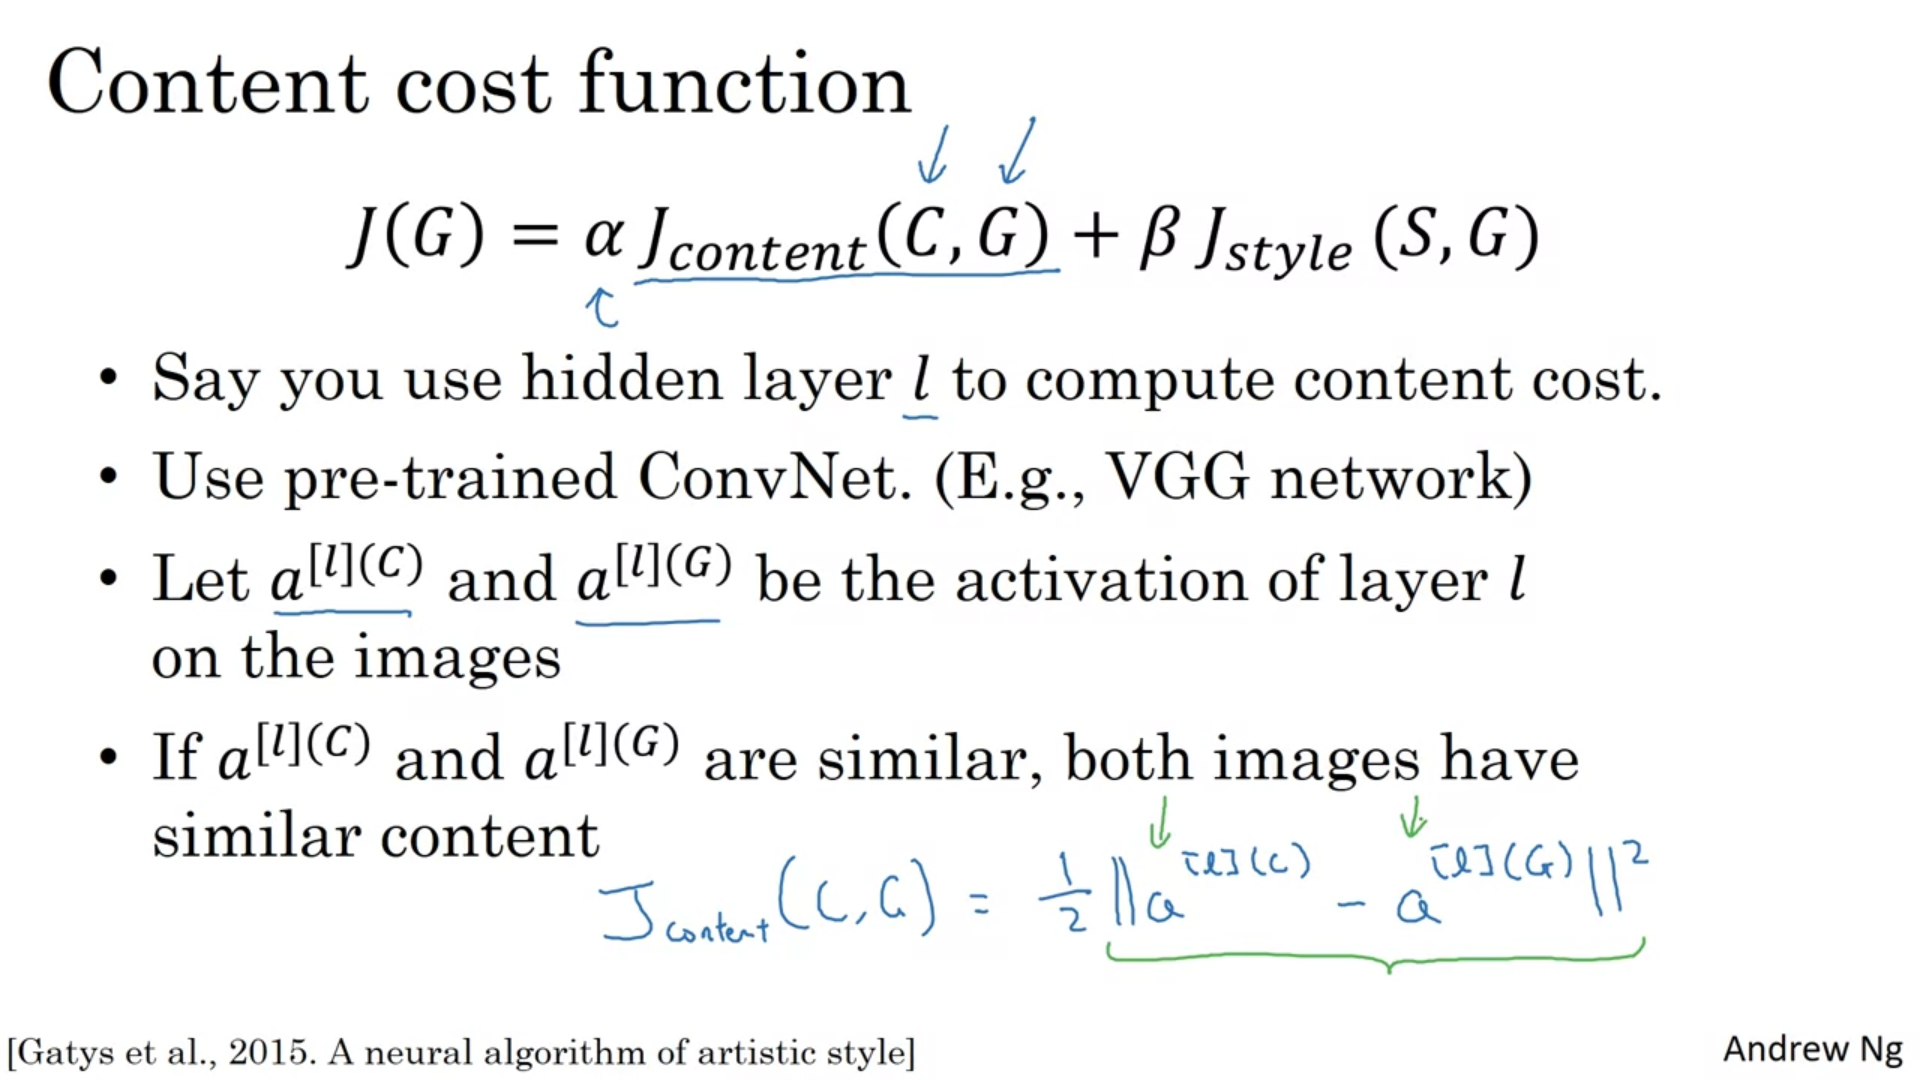 Content cost function
J(G) = α J_content(C, G) + β J_style(S, G)
• Say you use hidden layer l to compute content cost.
• Use pre-trained ConvNet. (E.g., VGG network)
• Let a^[l](C) and a^[l](G) be the activation of layer l
on the images
• If a^[l](C) and a^[l](G) are similar, both images have
similar content
J_content(C,G) = 1/2 ||a^[l](C) - a^[l](G)||^2
[Gatys et al., 2015. A neural algorithm of artistic style]
Andrew Ng